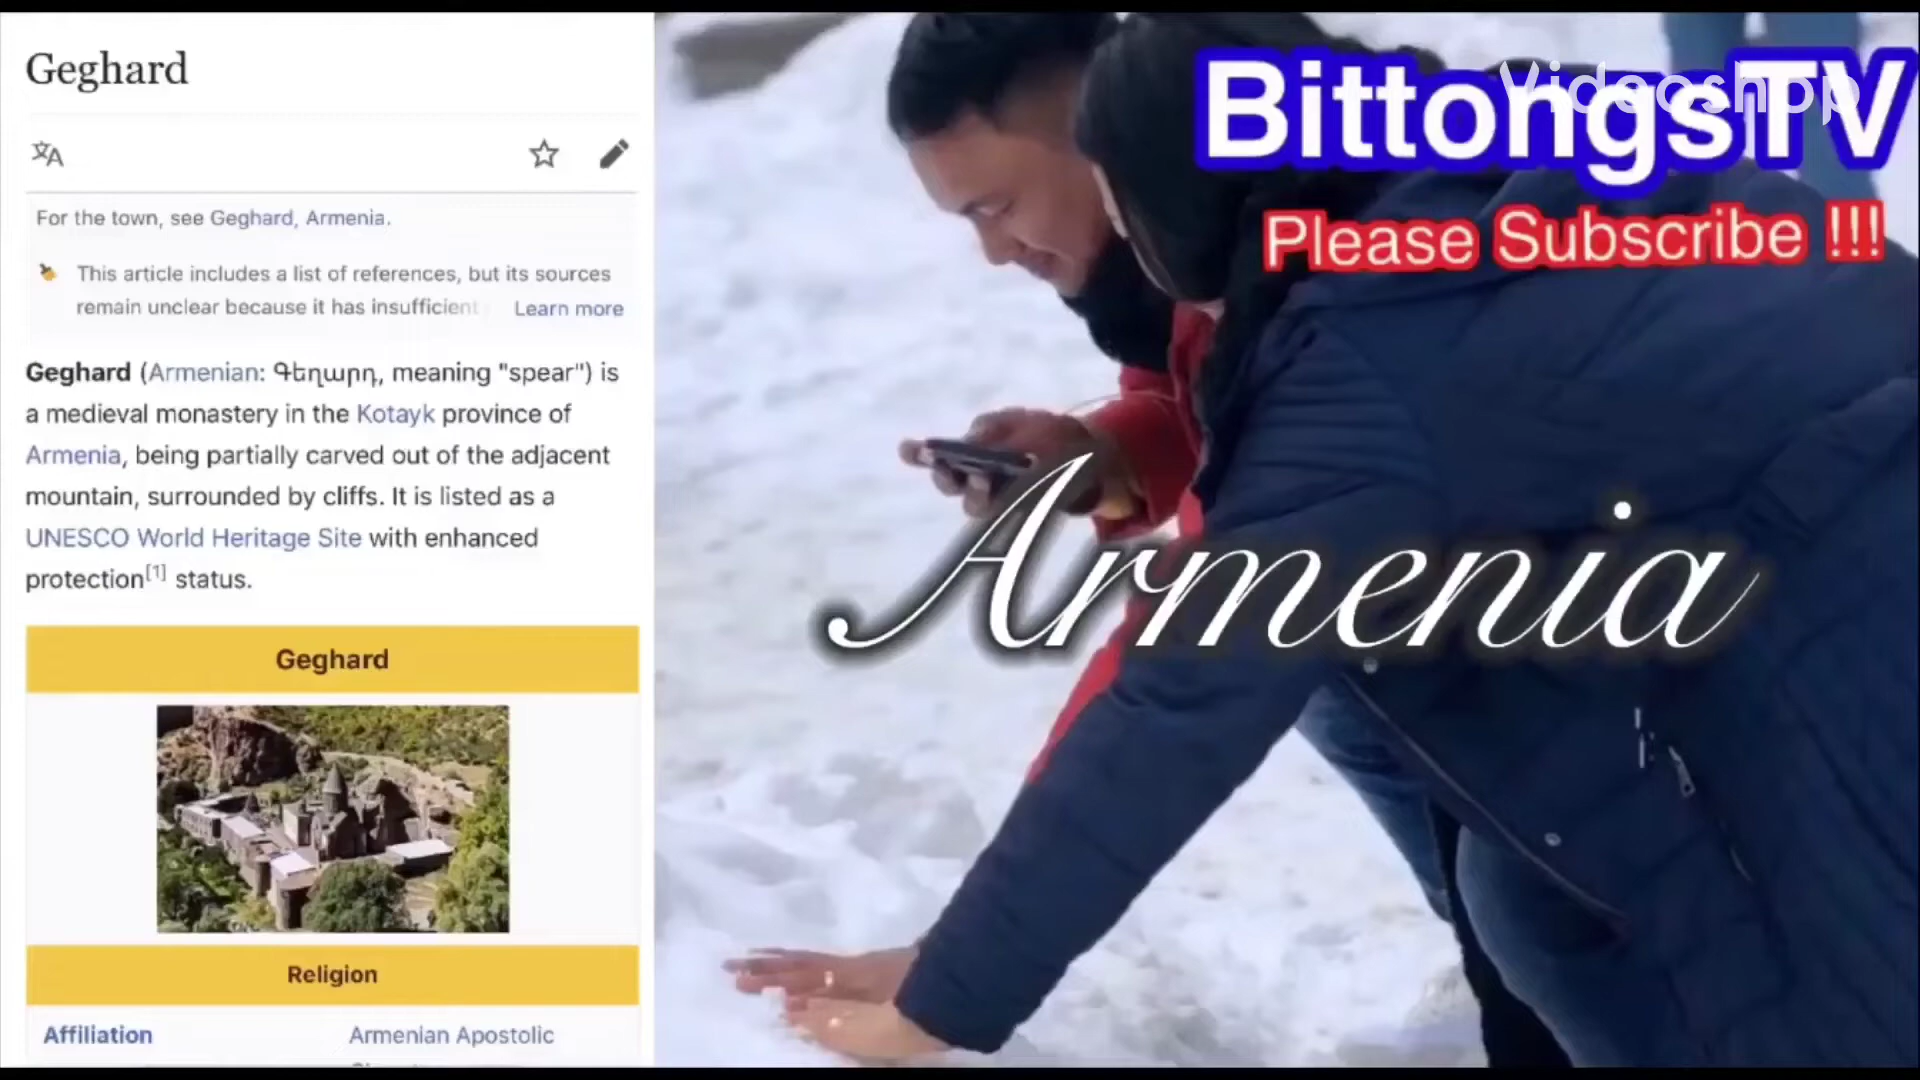 Geghard
For the town, see Geghard, Armenia.
This article includes a list of references, but its sources
remain unclear because it has insufficient
Learn more
Geghard (Armenian: Գեղարդ, meaning "spear") is
a medieval monastery in the Kotayk province of
Armenia, being partially carved out of the adjacent
mountain, surrounded by cliffs. It is listed as a
UNESCO World Heritage Site with enhanced
protection[1] status.
Geghard
Religion
Affiliation Armenian Apostolic
Videoshop
BittongsTV
Please Subscribe !!!
Armenia